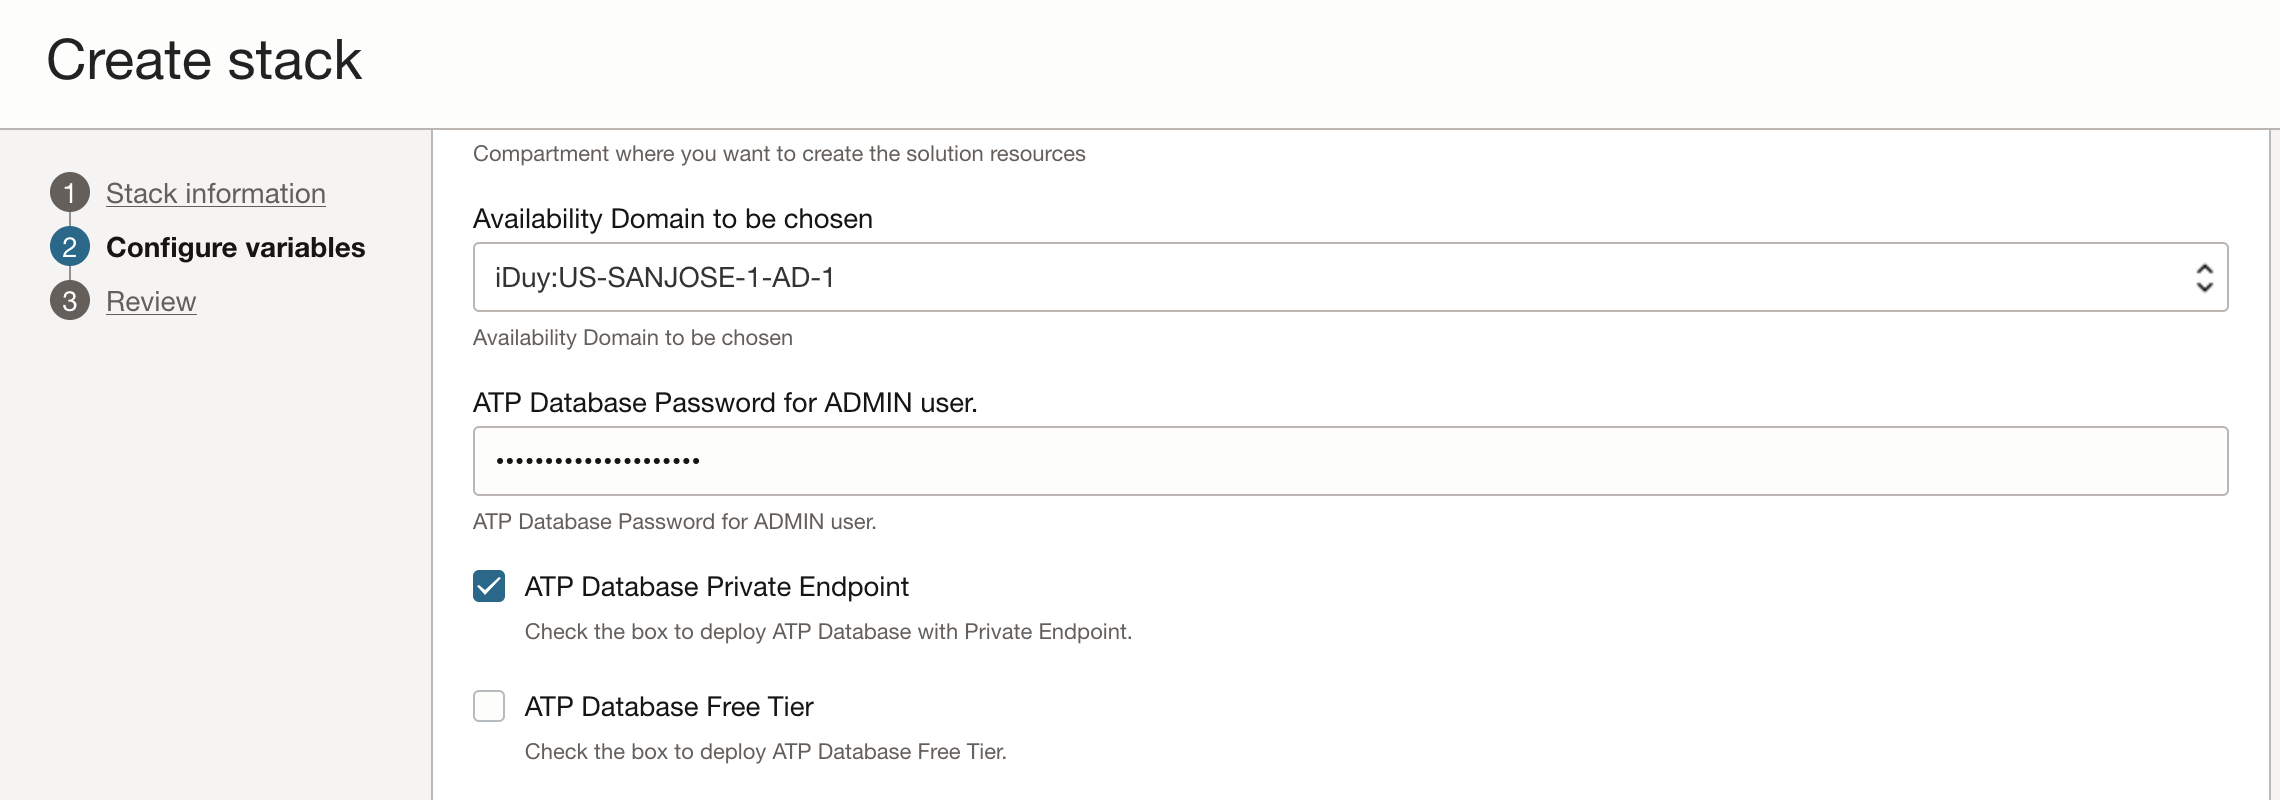 Create stack
1 Stack information
2 Configure variables
3 Review
Compartment where you want to create the solution resources
Availability Domain to be chosen
iDuy:US-SANJOSE-1-AD-1
Availability Domain to be chosen
ATP Database Password for ADMIN user.
•••••••••••••••••••••
ATP Database Password for ADMIN user.
ATP Database Private Endpoint
Check the box to deploy ATP Database with Private Endpoint.
ATP Database Free Tier
Check the box to deploy ATP Database Free Tier.